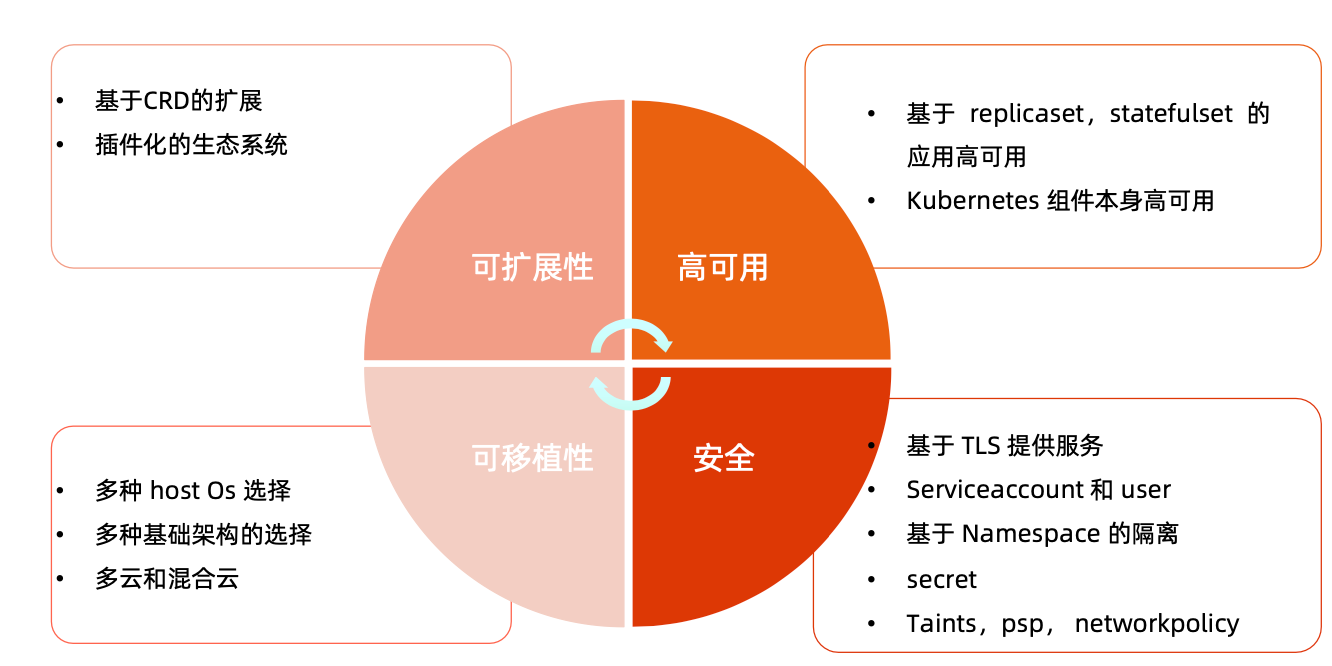 • 基于CRD的扩展
• 插件化的生态系统
• 基于 replicaset，statefulset 的
应用高可用
• Kubernetes 组件本身高可用
可扩展性
高可用
可移植性
安全
• 多种 host Os 选择
• 多种基础架构的选择
• 多云和混合云
• 基于 TLS 提供服务
• Serviceaccount 和 user
• 基于 Namespace 的隔离
• secret
• Taints，psp， networkpolicy